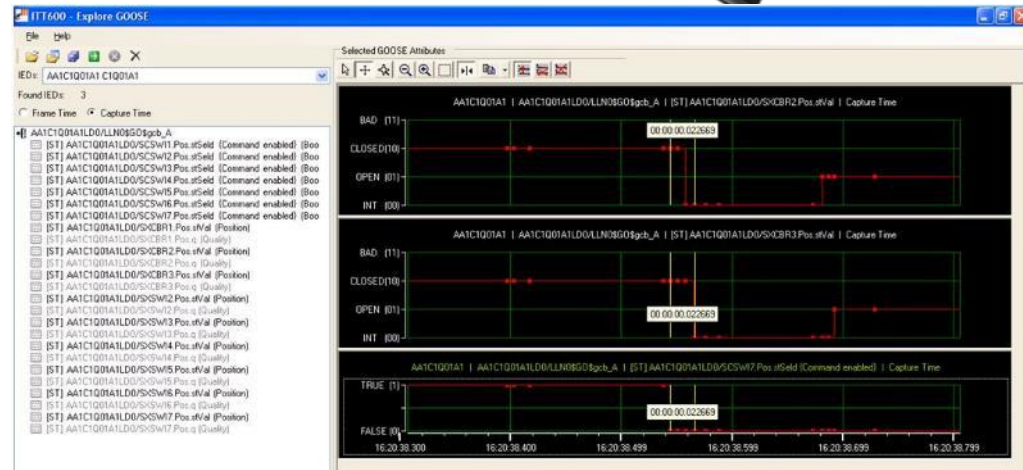 ITT600 - Explore GOOSE
File Help
IEDs: AA1C1Q01A1 C1Q01A1
Found IEDs: 3
Frame Time Capture Time
AA1C1Q01A1LD0/LLN0$GO$gcb_A
[ST] AA1C1Q01A1LD0/SCSWI1.Pos.stSeld (Command enabled) (Boo
[ST] AA1C1Q01A1LD0/SCSWI2.Pos.stSeld (Command enabled) (Boo
[ST] AA1C1Q01A1LD0/SCSWI3.Pos.stSeld (Command enabled) (Boo
[ST] AA1C1Q01A1LD0/SCSWI4.Pos.stSeld (Command enabled) (Boo
[ST] AA1C1Q01A1LD0/SCSWI5.Pos.stSeld (Command enabled) (Boo
[ST] AA1C1Q01A1LD0/SCSWI6.Pos.stSeld (Command enabled) (Boo
[ST] AA1C1Q01A1LD0/SCSWI7.Pos.stSeld (Command enabled) (Boo
[ST] AA1C1Q01A1LD0/SXCBR1.Pos.stVal (Position)
[ST] AA1C1Q01A1LD0/SXCBR1.Pos.q (Quality)
[ST] AA1C1Q01A1LD0/SXCBR2.Pos.stVal (Position)
[ST] AA1C1Q01A1LD0/SXCBR2.Pos.q (Quality)
[ST] AA1C1Q01A1LD0/SXCBR3.Pos.stVal (Position)
[ST] AA1C1Q01A1LD0/SXCBR3.Pos.q (Quality)
[ST] AA1C1Q01A1LD0/SXSWI2.Pos.stVal (Position)
[ST] AA1C1Q01A1LD0/SXSWI2.Pos.q (Quality)
[ST] AA1C1Q01A1LD0/SXSWI3.Pos.stVal (Position)
[ST] AA1C1Q01A1LD0/SXSWI3.Pos.q (Quality)
[ST] AA1C1Q01A1LD0/SXSWI4.Pos.stVal (Position)
[ST] AA1C1Q01A1LD0/SXSWI4.Pos.q (Quality)
[ST] AA1C1Q01A1LD0/SXSWI5.Pos.stVal (Position)
[ST] AA1C1Q01A1LD0/SXSWI5.Pos.q (Quality)
[ST] AA1C1Q01A1LD0/SXSWI6.Pos.stVal (Position)
[ST] AA1C1Q01A1LD0/SXSWI6.Pos.q (Quality)
[ST] AA1C1Q01A1LD0/SXSWI7.Pos.stVal (Position)
[ST] AA1C1Q01A1LD0/SXSWI7.Pos.q (Quality)
Selected GOOSE Attributes
AA1C1Q01A1 | AA1C1Q01A1LD0/LLN0$GO$gcb_A | [ST] AA1C1Q01A1LD0/SXCBR2.Pos.stVal | Capture Time
BAD (11)
00:00:00.022669
CLOSED(10)
OPEN (01)
INT (00)
AA1C1Q01A1 | AA1C1Q01A1LD0/LLN0$GO$gcb_A | [ST] AA1C1Q01A1LD0/SXCBR3.Pos.stVal | Capture Time
BAD (11)
CLOSED(10)
OPEN (01)
00:00:00.022669
INT (00)
AA1C1Q01A1 | AA1C1Q01A1LD0/LLN0$GO$gcb_A | [ST] AA1C1Q01A1LD0/SCSWI7.Pos.stSeld (Command enabled) | Capture Time
TRUE (1)
00:00:00.022669
FALSE (0)
16:20:38.300 16:20:38.400 16:20:38.499 16:20:38.599 16:20:38.699 16:20:38.799